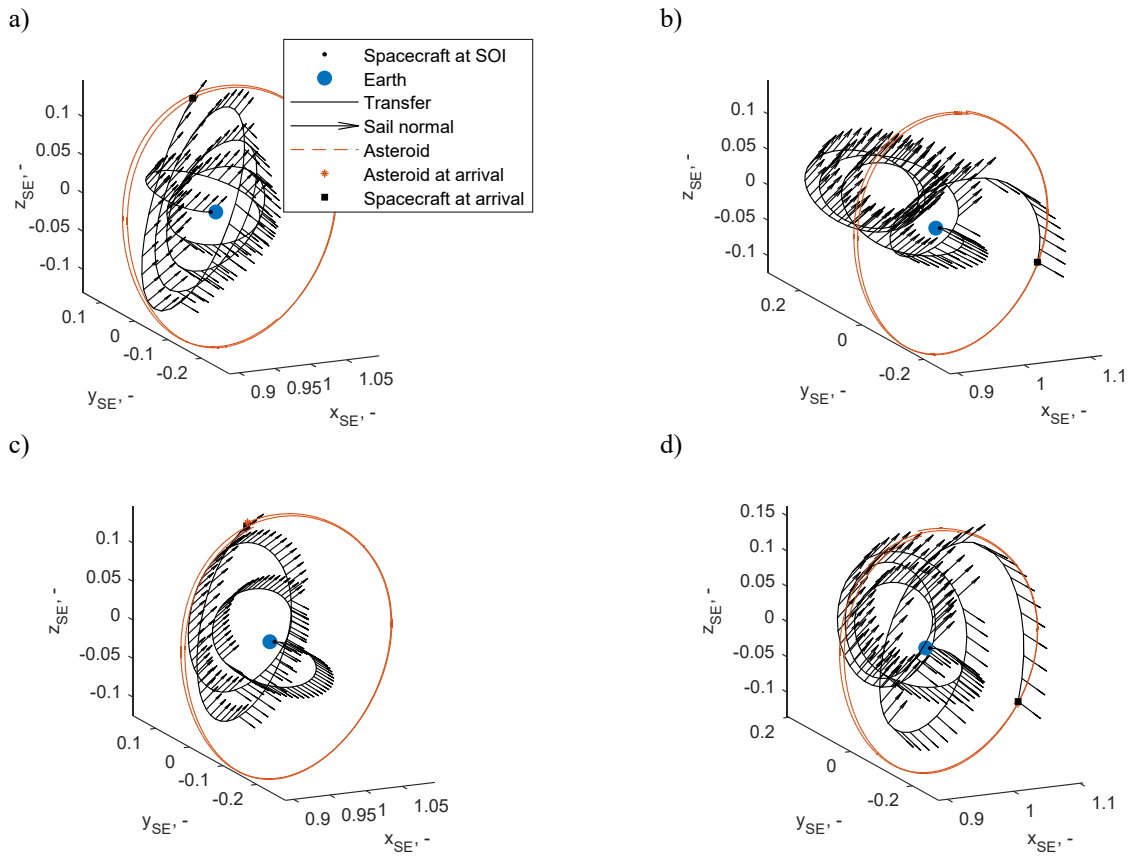 a)
Spacecraft at SOI
Earth
Transfer
Sail normal
Asteroid
Asteroid at arrival
Spacecraft at arrival
0.1
0.05
0
-0.05
-0.1
z_SE, -
0.1
0
-0.1
-0.2
y_SE, -
0.9
0.95
1
1.05
x_SE, -
b)
0.1
0.05
0
-0.05
-0.1
z_SE, -
0.2
0
-0.2
y_SE, -
0.9
1
1.1
x_SE, -
c)
0.1
0.05
0
-0.05
-0.1
z_SE, -
0.1
0
-0.1
-0.2
y_SE, -
0.9
0.95
1
1.05
x_SE, -
d)
0.15
0.1
0.05
0
-0.05
-0.1
z_SE, -
0.2
0
-0.2
y_SE, -
0.9
1
1.1
x_SE, -